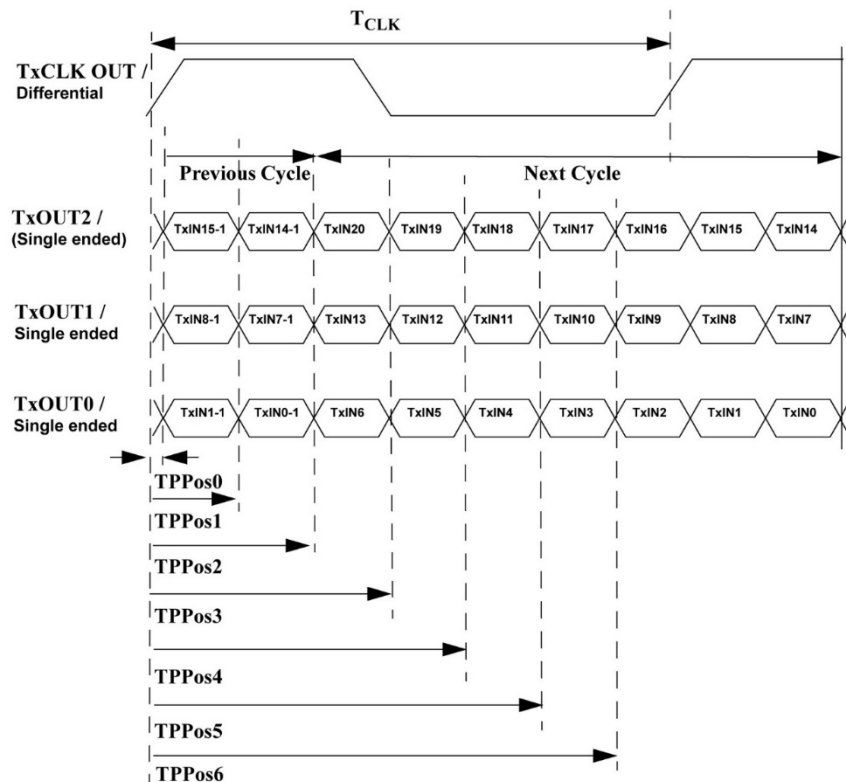 T_CLK
TxCLK OUT /
Differential
Previous Cycle
Next Cycle
TxOUT2 /
(Single ended)
TxIN15-1 TxIN14-1 TxIN20 TxIN19 TxIN18 TxIN17 TxIN16 TxIN15 TxIN14
TxOUT1 /
Single ended
TxIN8-1 TxIN7-1 TxIN13 TxIN12 TxIN11 TxIN10 TxIN9 TxIN8 TxIN7
TxOUT0 /
Single ended
TxIN1-1 TxIN0-1 TxIN6 TxIN5 TxIN4 TxIN3 TxIN2 TxIN1 TxIN0
TPPos0
TPPos1
TPPos2
TPPos3
TPPos4
TPPos5
TPPos6